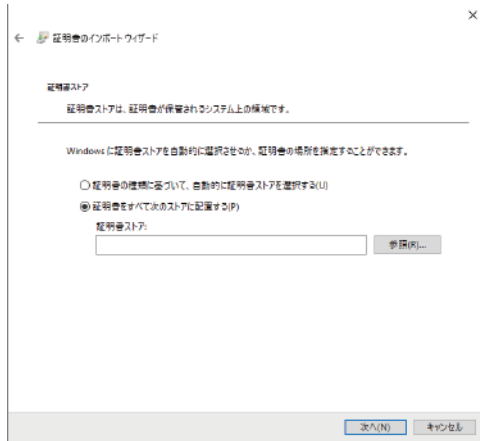 証明書のインポート ウィザード
証明書ストア
証明書ストアは、証明書が保管されるシステム上の領域です。
Windows に証明書ストアを自動的に選択させるか、証明書の場所を指定することができます。
証明書の種類に基づいて、自動的に証明書ストアを選択する(U)
証明書をすべて次のストアに配置する(P)
証明書ストア:
参照(R)...
次へ(N) キャンセル